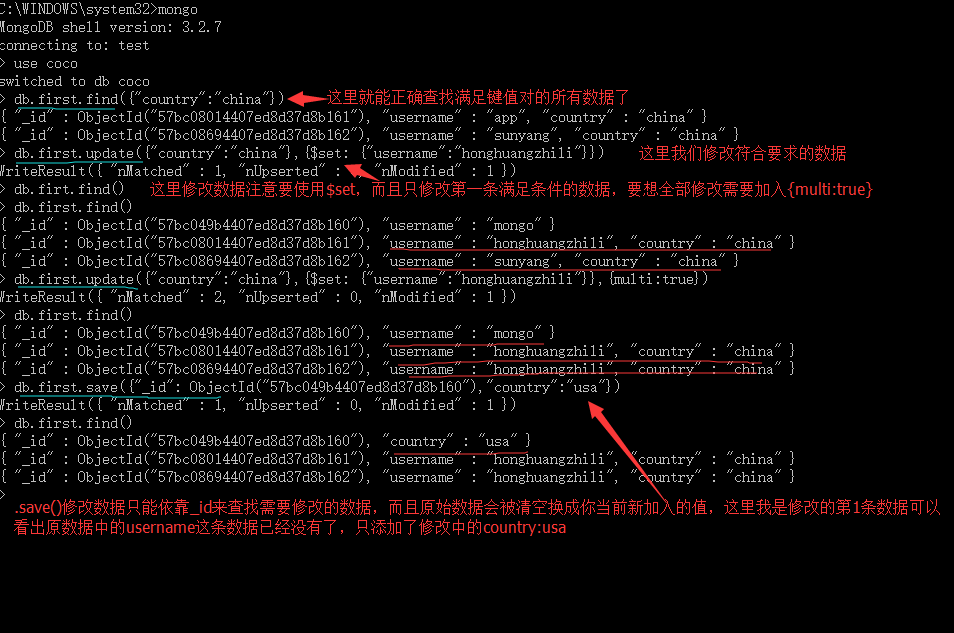 C:\WINDOWS\system32>mongo
MongoDB shell version: 3.2.7
connecting to: test
> use coco
switched to db coco
> db.first.find({"country":"china"}) 这里就能正确查找满足键值对的所有数据了
{ "_id" : ObjectId("57bc08014407ed8d37d8b161"), "username" : "app", "country" : "china" }
{ "_id" : ObjectId("57bc08694407ed8d37d8b162"), "username" : "sunyang", "country" : "china" }
> db.first.update({"country":"china"},{$set: {"username":"honghuangzhili"}}) 这里我们修改符合要求的数据
WriteResult({ "nMatched" : 1, "nUpserted" : 0, "nModified" : 1 })
> db.firt.find() 这里修改数据注意要使用$set，而且只修改第一条满足条件的数据，要想全部修改需要加入{multi:true}
> db.first.find()
{ "_id" : ObjectId("57bc049b4407ed8d37d8b160"), "username" : "mongo" }
{ "_id" : ObjectId("57bc08014407ed8d37d8b161"), "username" : "honghuangzhili", "country" : "china" }
{ "_id" : ObjectId("57bc08694407ed8d37d8b162"), "username" : "sunyang", "country" : "china" }
> db.first.update({"country":"china"},{$set: {"username":"honghuangzhili"}},{multi:true})
WriteResult({ "nMatched" : 2, "nUpserted" : 0, "nModified" : 1 })
> db.first.find()
{ "_id" : ObjectId("57bc049b4407ed8d37d8b160"), "username" : "mongo" }
{ "_id" : ObjectId("57bc08014407ed8d37d8b161"), "username" : "honghuangzhili", "country" : "china" }
{ "_id" : ObjectId("57bc08694407ed8d37d8b162"), "username" : "honghuangzhili", "country" : "china" }
> db.first.save({"_id": ObjectId("57bc049b4407ed8d37d8b160"),"country":"usa"})
WriteResult({ "nMatched" : 1, "nUpserted" : 0, "nModified" : 1 })
> db.first.find()
{ "_id" : ObjectId("57bc049b4407ed8d37d8b160"), "country" : "usa" }
{ "_id" : ObjectId("57bc08014407ed8d37d8b161"), "username" : "honghuangzhili", "country" : "china" }
{ "_id" : ObjectId("57bc08694407ed8d37d8b162"), "username" : "honghuangzhili", "country" : "china" }
>
.save()修改数据只能依靠_id来查找需要修改的数据，而且原始数据会被清空换成你当前新加入的值，这里我是修改的第1条数据可以
看出原数据中的username这条数据已经没有了，只添加了修改中的country:usa